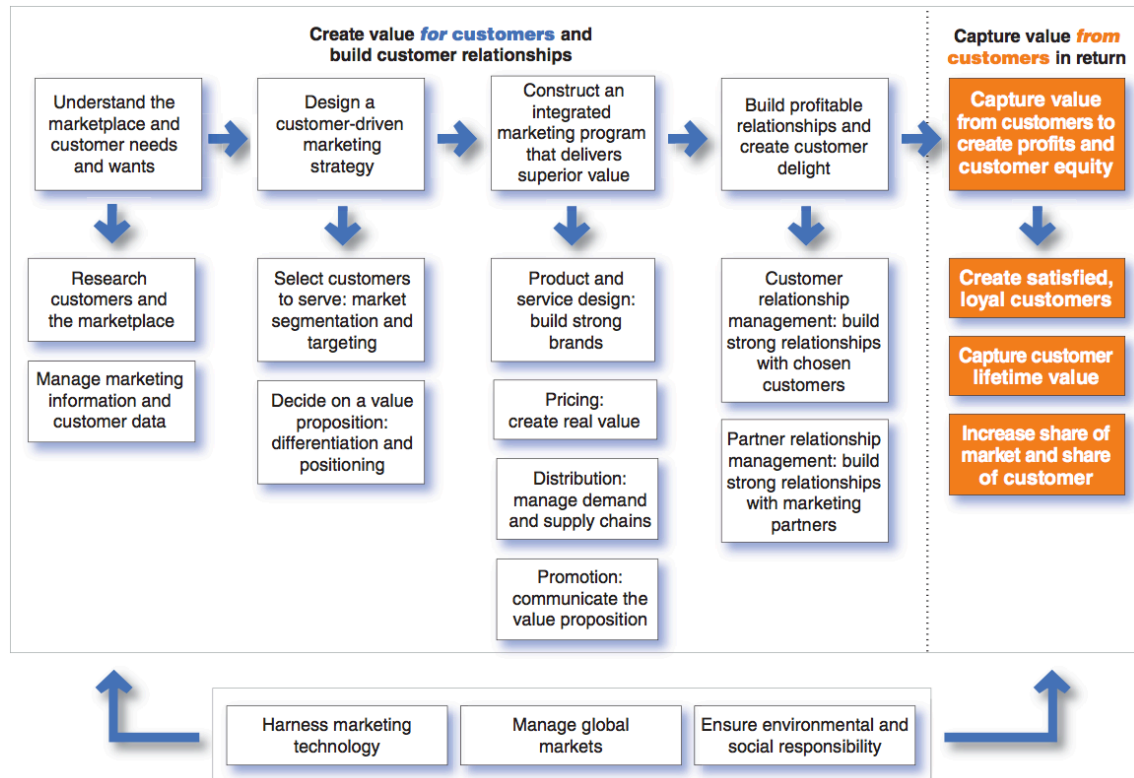 Create value for customers and
build customer relationships
Capture value from
customers in return
Understand the
marketplace and
customer needs
and wants
Design a
customer-driven
marketing
strategy
Construct an
integrated
marketing program
that delivers
superior value
Build profitable
relationships and
create customer
delight
Capture value
from customers to
create profits and
customer equity
Research
customers and
the marketplace
Manage marketing
information and
customer data
Select customers
to serve: market
segmentation and
targeting
Decide on a value
proposition:
differentiation and
positioning
Product and
service design:
build strong
brands
Pricing:
create real value
Distribution:
manage demand
and supply chains
Promotion:
communicate the
value proposition
Customer
relationship
management: build
strong relationships
with chosen
customers
Partner relationship
management: build
strong relationships
with marketing
partners
Create satisfied,
loyal customers
Capture customer
lifetime value
Increase share of
market and share
of customer
Harness marketing
technology
Manage global
markets
Ensure environmental and
social responsibility